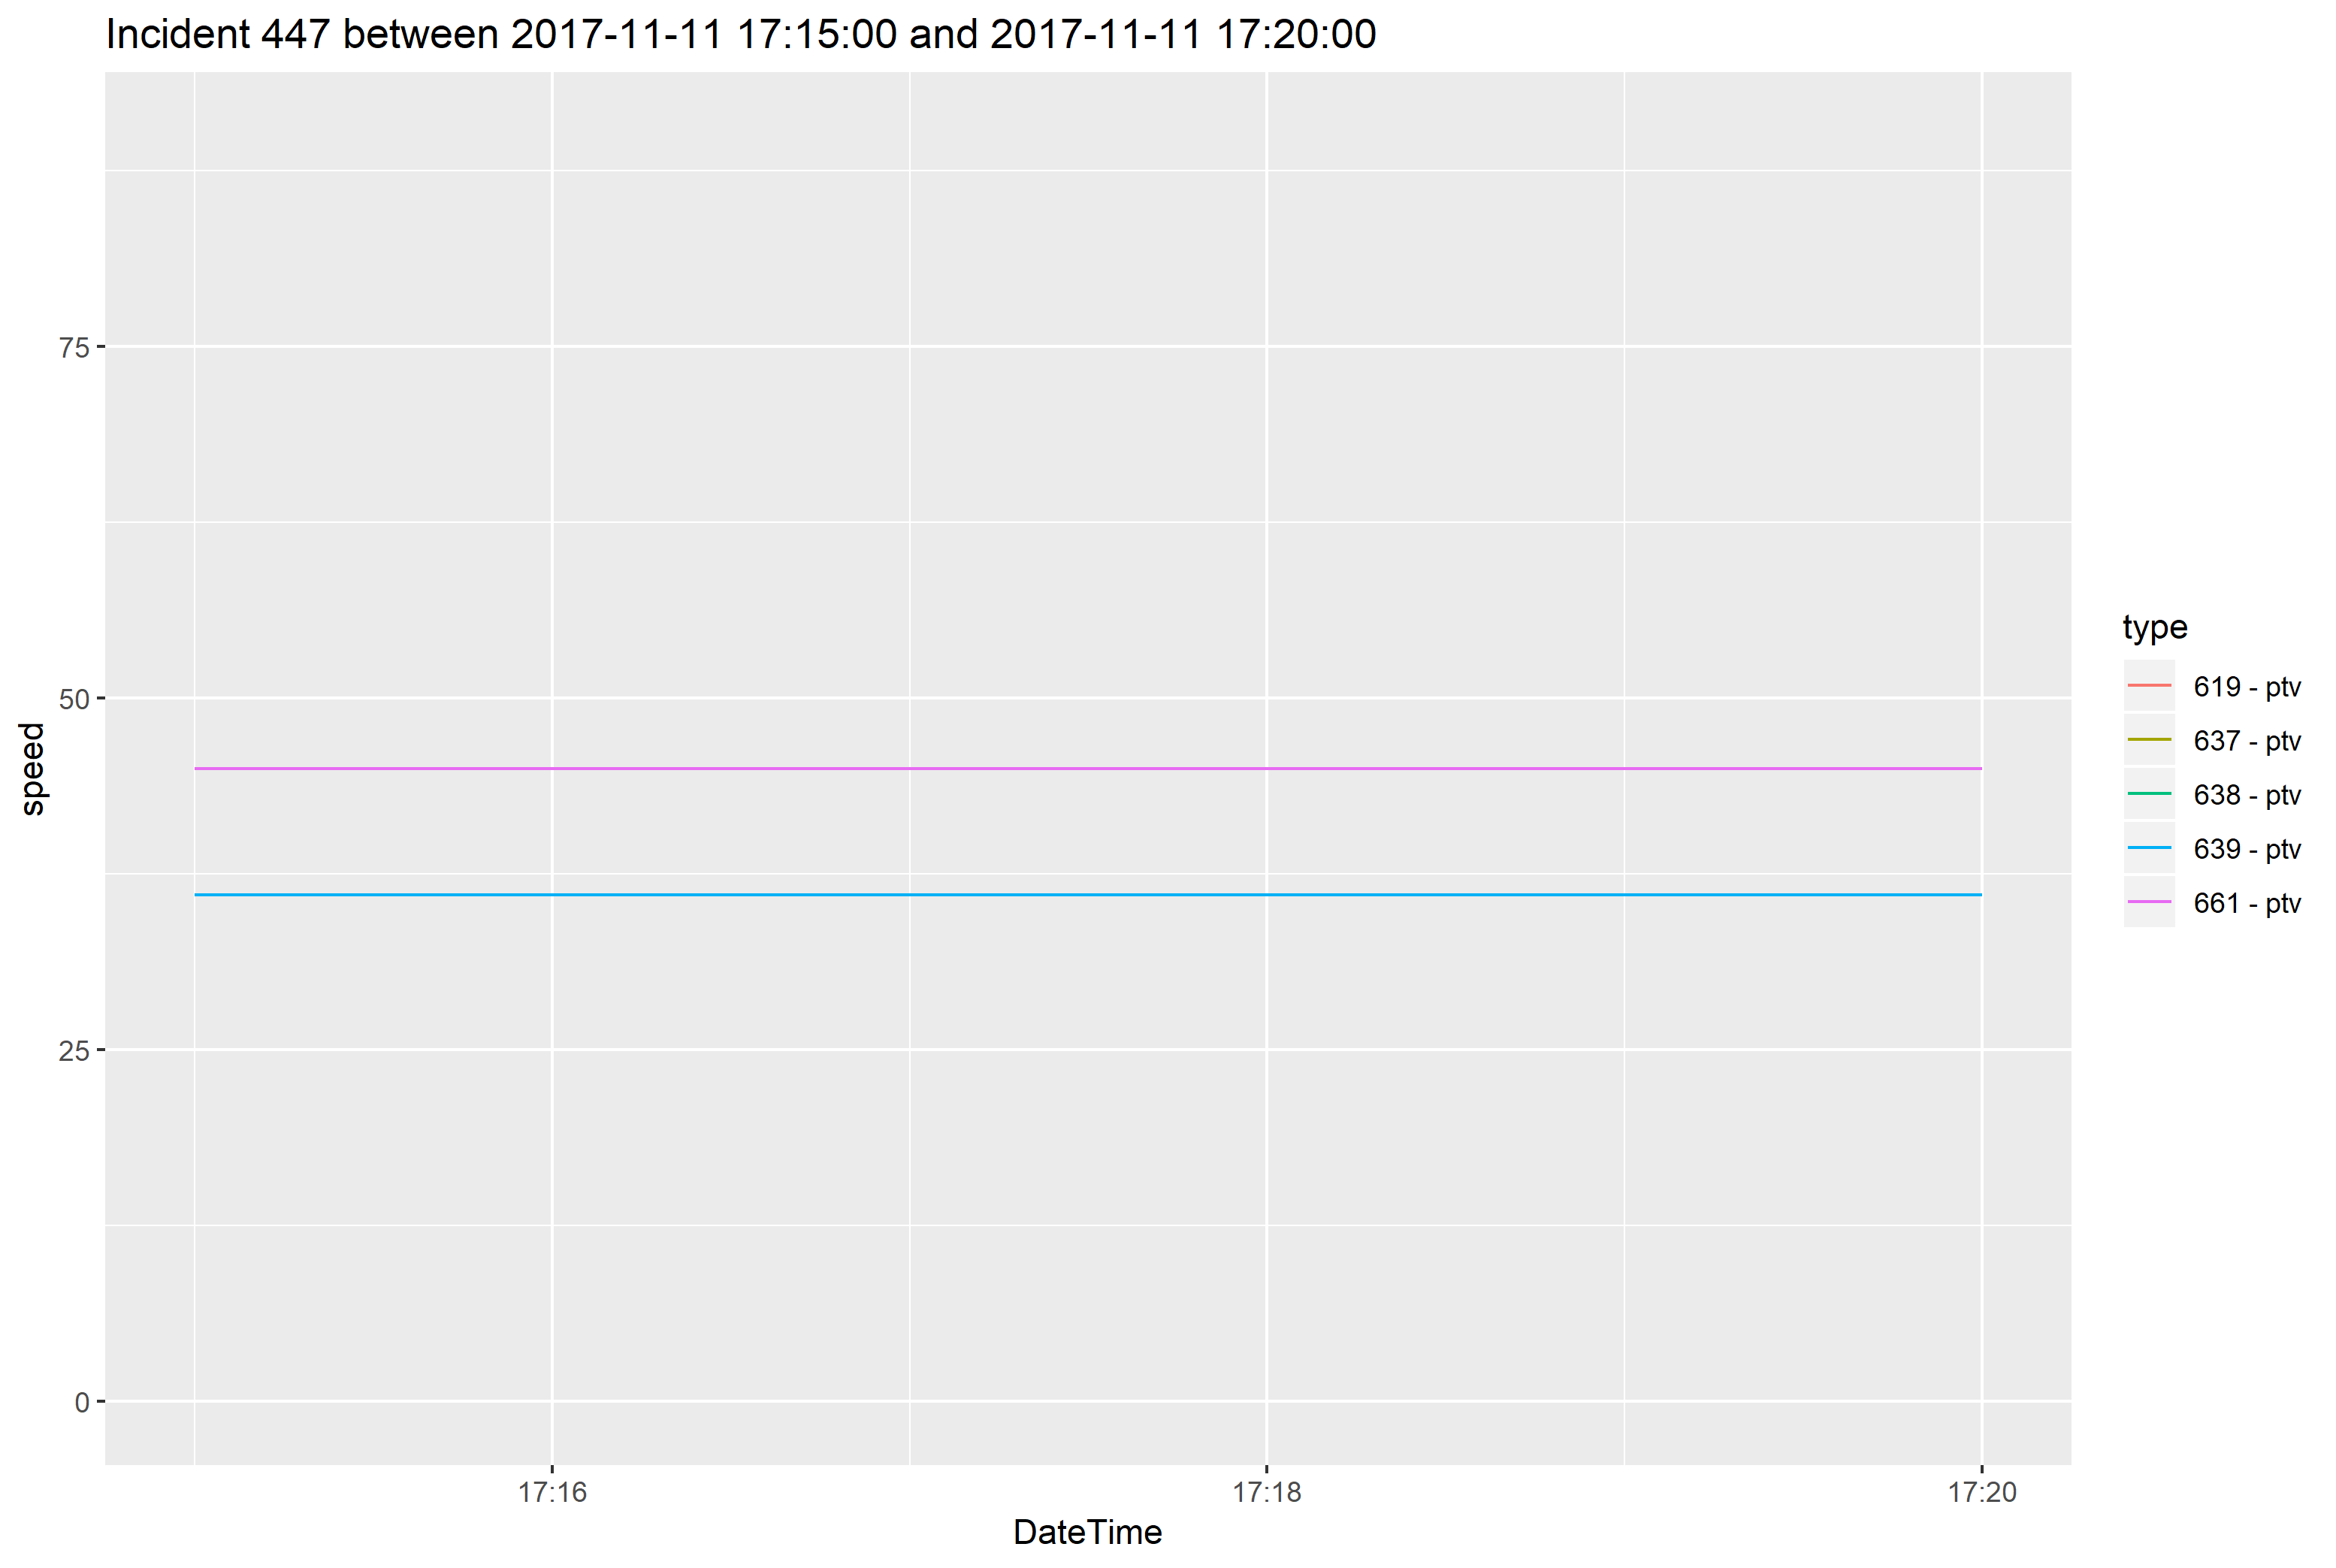 Incident 447 between 2017-11-11 17:15:00 and 2017-11-11 17:20:00
75
50
25
0
speed
17:16
17:18
17:20
DateTime
type
619 - ptv
637 - ptv
638 - ptv
639 - ptv
661 - ptv